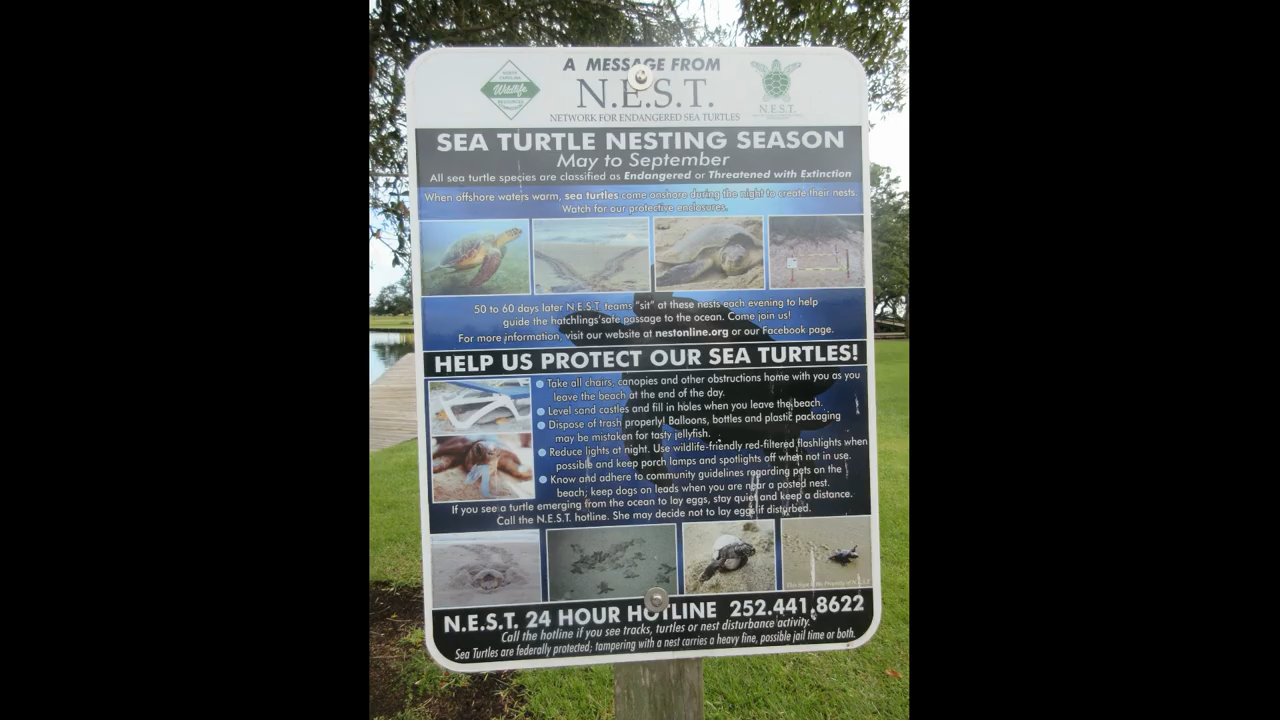 A MESSAGE FROM
NORTH
CAROLINA
Wildlife
RESOURCES
N.E.S.T.
NETWORK FOR ENDANGERED SEA TURTLES
N.E.S.T.
SEA TURTLE NESTING SEASON
May to September
All sea turtle species are classified as Endangered or Threatened with Extinction
When offshore waters warm, sea turtles come onshore during the night to create their nests.
Watch for our protective enclosures.
50 to 60 days later N.E.S.T. teams "sit" at these nests each evening to help
guide the hatchlings' safe passage to the ocean. Come join us!
For more information, visit our website at nestonline.org or our Facebook page.
HELP US PROTECT OUR SEA TURTLES!
Take all chairs, canopies and other obstructions home with you as you
leave the beach at the end of the day.
Level sand castles and fill in holes when you leave the beach.
Dispose of trash properly! Balloons, bottles and plastic packaging
may be mistaken for tasty jellyfish.
Reduce lights at night. Use wildlife-friendly red-filtered flashlights when
possible and keep porch lamps and spotlights off when not in use.
Know and adhere to community guidelines regarding pets on the
beach; keep dogs on leads when you are near a posted nest.
If you see a turtle emerging from the ocean to lay eggs, stay quiet and keep a distance.
Call the N.E.S.T. hotline. She may decide not to lay eggs if disturbed.
This Sign is the Property of N.E.S.T.
N.E.S.T. 24 HOUR HOTLINE 252.441.8622
Call the hotline if you see tracks, turtles or nest disturbance activity.
Sea Turtles are federally protected; tampering with a nest carries a heavy fine, possible jail time or both.